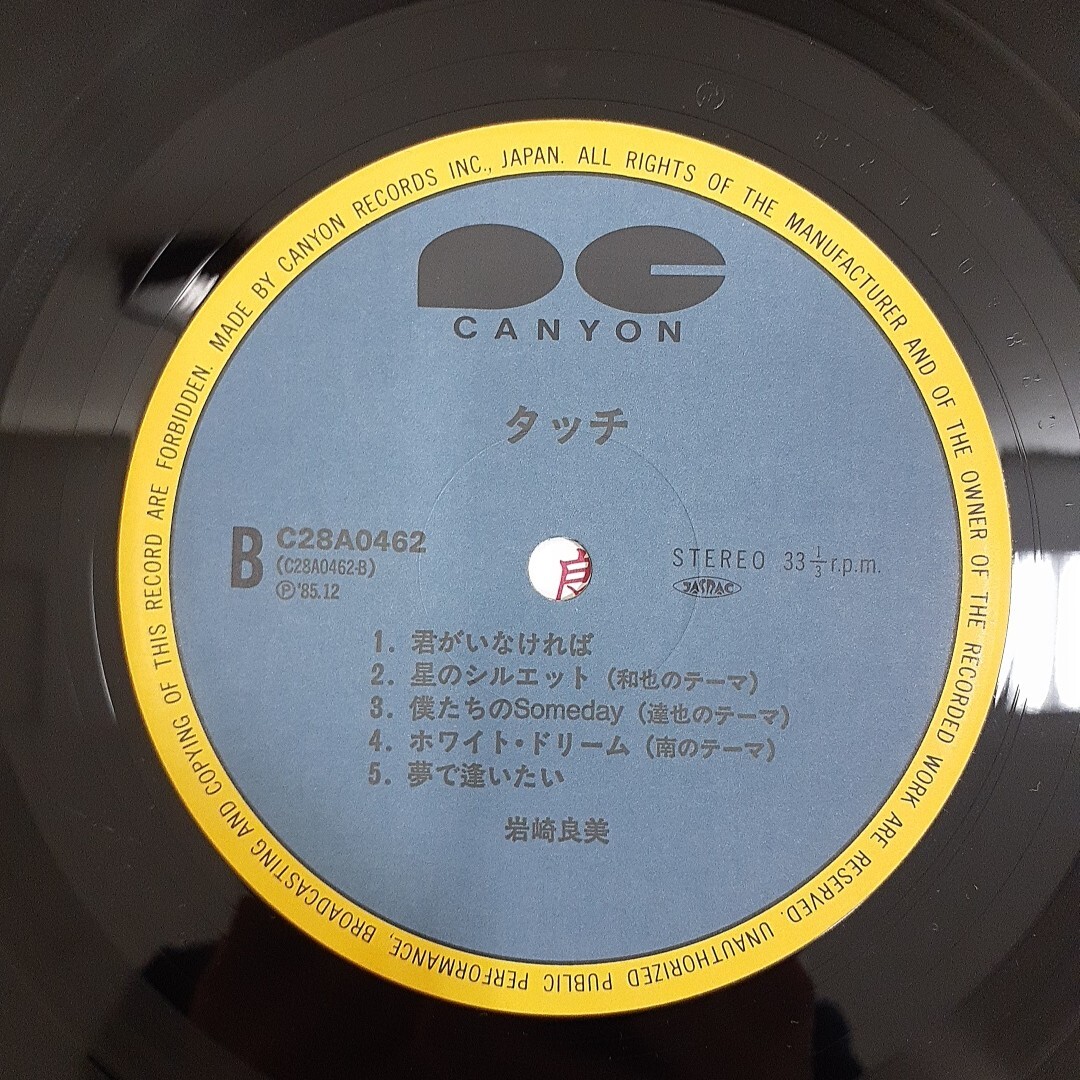 MADE BY CANYON RECORDS INC., JAPAN. ALL RIGHTS OF THE MANUFACTURER AND OF THE OWNER OF THE RECORDED WORK ARE RESERVED. UNAUTHORIZED PUBLIC PERFORMANCE, BROADCASTING AND COPYING OF THIS RECORD ARE FORBIDDEN.
CANYON
タッチ
B
C28A0462
(C28A0462-B)
Ⓟ'85.12
STEREO 33 1/3 r.p.m.
JASRAC
良
1. 君がいなければ
2. 星のシルエット (和也のテーマ)
3. 僕たちのSomeday (達也のテーマ)
4. ホワイト・ドリーム (南のテーマ)
5. 夢で逢いたい
岩崎良美